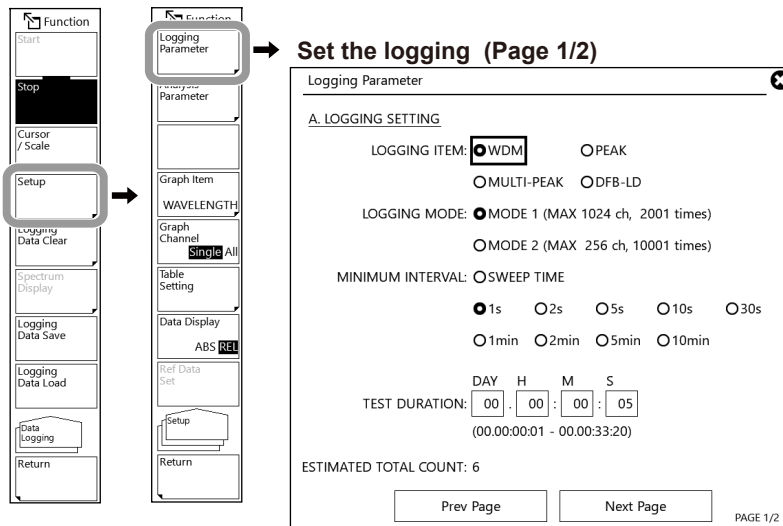 Function
Start
Stop
Cursor
/ Scale
Setup
Logging
Data Clear
Spectrum
Display
Logging
Data Save
Logging
Data Load
Data
Logging
Return
Function
Logging
Parameter
Analysis
Parameter
Graph Item
WAVELENGTH
Graph
Channel
Single All
Table
Setting
Data Display
ABS REL
Ref Data
Set
Setup
Return
Set the logging (Page 1/2)
Logging Parameter
A. LOGGING SETTING
LOGGING ITEM: WDM PEAK
MULTI-PEAK DFB-LD
LOGGING MODE: MODE 1 (MAX 1024 ch, 2001 times)
MODE 2 (MAX 256 ch, 10001 times)
MINIMUM INTERVAL: SWEEP TIME
1s 2s 5s 10s 30s
1min 2min 5min 10min
DAY H M S
TEST DURATION: 00 . 00 : 00 : 05
(00.00:00:01 - 00.00:33:20)
ESTIMATED TOTAL COUNT: 6
Prev Page Next Page
PAGE 1/2